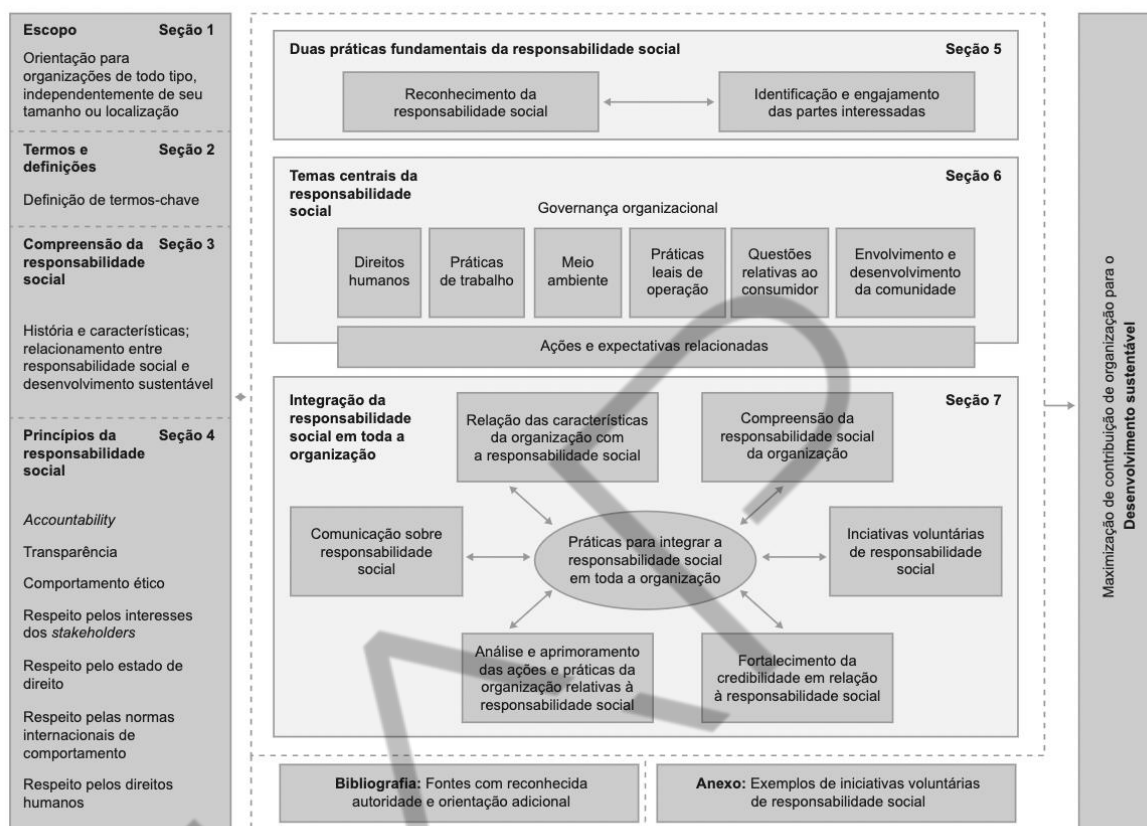 Escopo Seção 1
Orientação para
organizações de todo tipo,
independentemente de seu
tamanho ou localização
Termos e Seção 2
definições
Definição de termos-chave
Compreensão da Seção 3
responsabilidade
social
História e características;
relacionamento entre
responsabilidade social e
desenvolvimento sustentável
Princípios da Seção 4
responsabilidade
social
Accountability
Transparência
Comportamento ético
Respeito pelos interesses
dos stakeholders
Respeito pelo estado de
direito
Respeito pelas normas
internacionais de
comportamento
Respeito pelos direitos
humanos
Duas práticas fundamentais da responsabilidade social Seção 5
Reconhecimento da
responsabilidade social
Identificação e engajamento
das partes interessadas
Temas centrais da Seção 6
responsabilidade
social
Governança organizacional
Direitos
humanos
Práticas
de trabalho
Meio
ambiente
Práticas
leais de
operação
Questões
relativas ao
consumidor
Envolvimento e
desenvolvimento
da comunidade
Ações e expectativas relacionadas
Integração da Seção 7
responsabilidade
social em toda a
organização
Relação das características
da organização com
a responsabilidade social
Compreensão da
responsabilidade social
da organização
Comunicação sobre
responsabilidade
social
Práticas para integrar a
responsabilidade social
em toda a organização
Inciativas voluntárias
de responsabilidade
social
Análise e aprimoramento
das ações e práticas da
organização relativas à
responsabilidade social
Fortalecimento da
credibilidade em relação
à responsabilidade social
Bibliografia: Fontes com reconhecida
autoridade e orientação adicional
Anexo: Exemplos de iniciativas voluntárias
de responsabilidade social
Maximização de contribuição de organização para o
Desenvolvimento sustentável